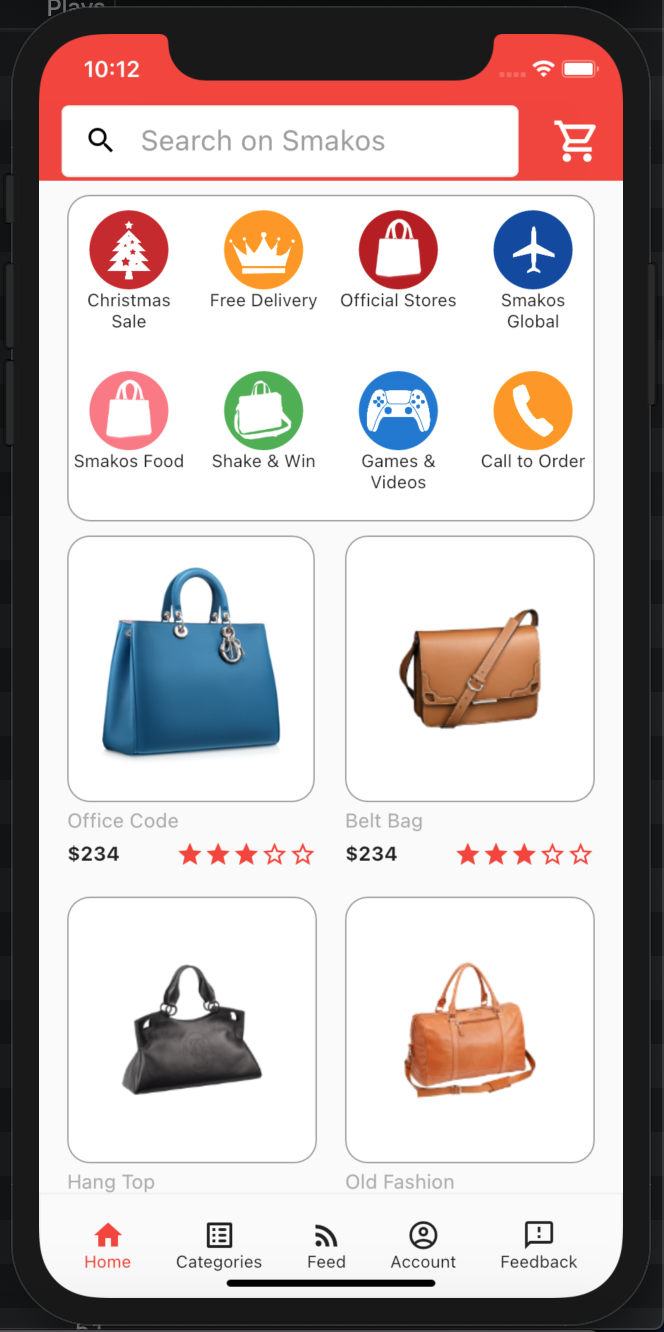 Plays
10:12
Search on Smakos
Christmas
Sale
Free Delivery
Official Stores
Smakos
Global
Smakos Food
Shake & Win
Games &
Videos
Call to Order
Office Code
Belt Bag
$234
$234
Hang Top
Old Fashion
Home
Categories
Feed
Account
Feedback